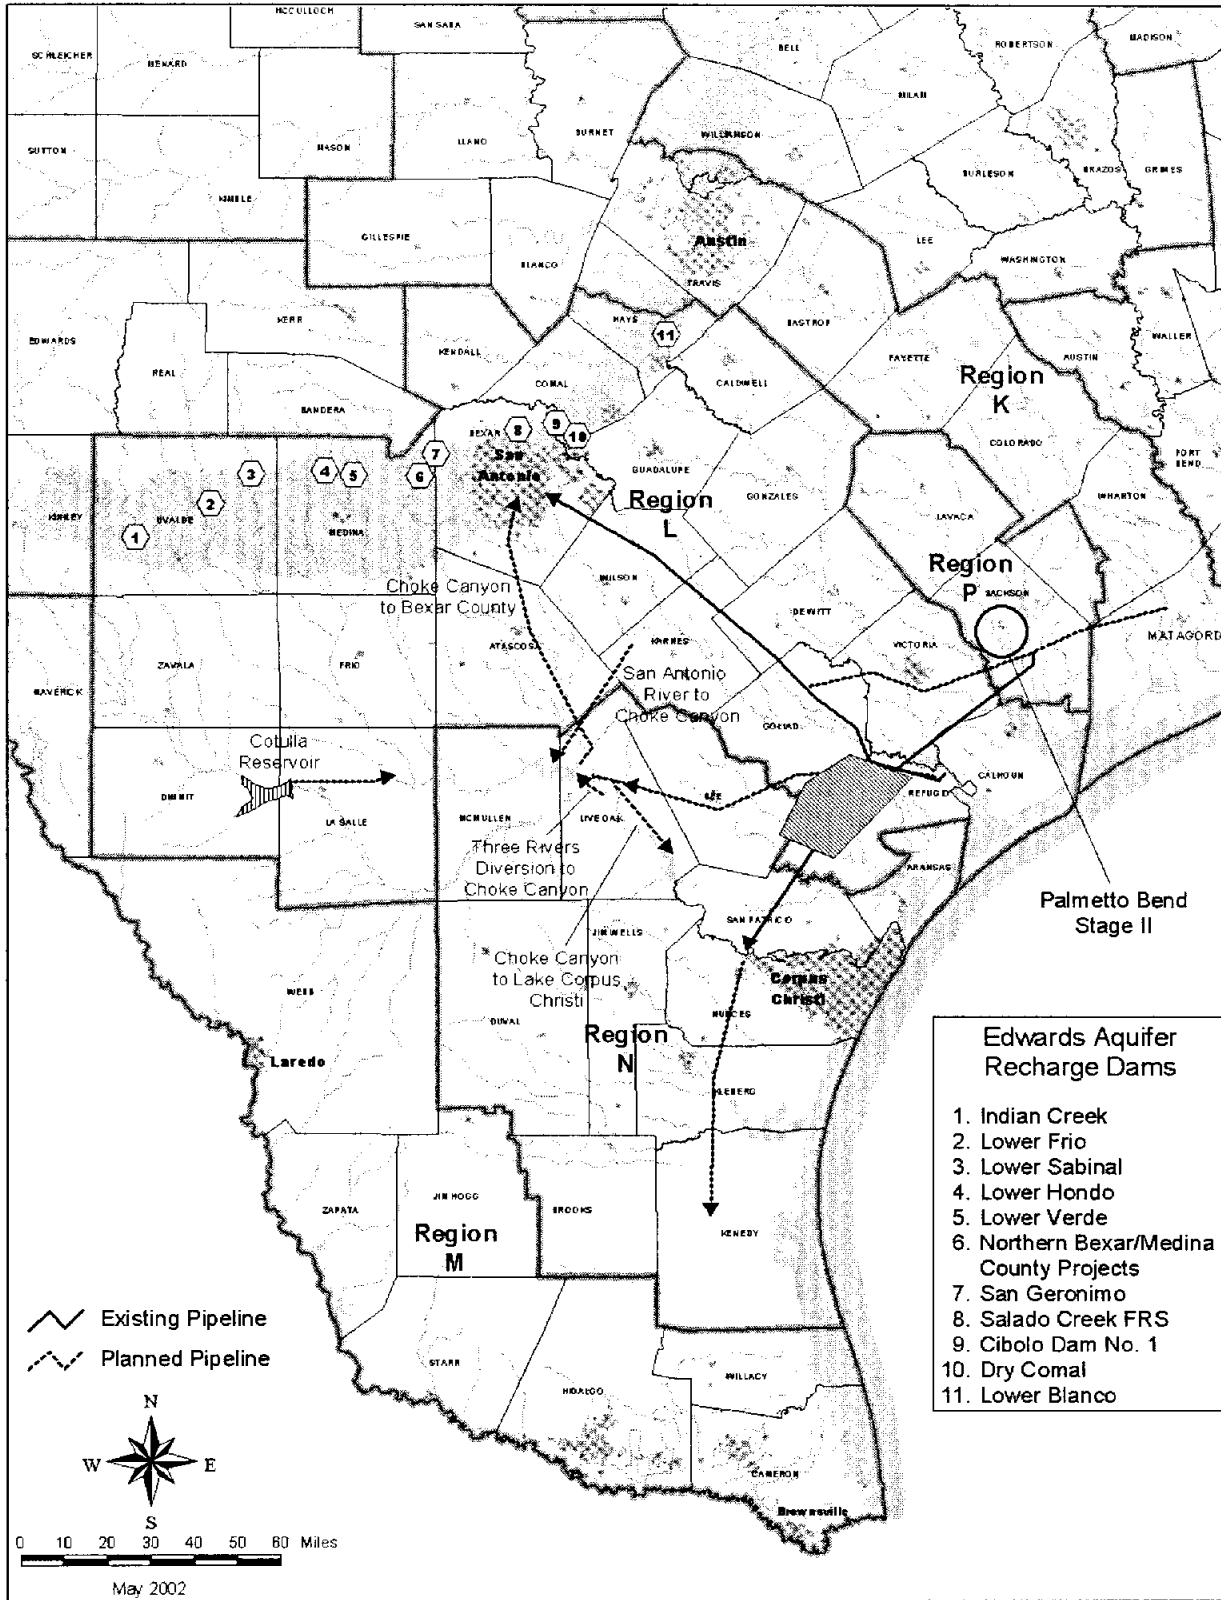 McCULLOCH
SAN SABA
BELL
ROBERTSON
MADISON
SCHLEICHER
MENARD
MILAM
BURNET
WILLIAMSON
LLANO
MASON
SUTTON
KIMBLE
BURLESON
BRAZOS
GRIMES
GILLESPIE
Austin
LEE
WASHINGTON
BLANCO
TRAVIS
HAYS
11
BASTROP
KERR
EDWARDS
REAL
KENDALL
FAYETTE
AUSTIN
WALLER
COMAL
CALDWELL
Region
K
BANDERA
BEXAR
8
9
10
COLORADO
San
Antonio
7
6
3
4
5
GUADALUPE
GONZALES
FORT
BEND
WHARTON
Region
L
2
1
KINNEY
UVALDE
MEDINA
LAVACA
Region
P
JACKSON
WILSON
Choke Canyon
to Bexar County
DEWITT
MATAGORD
VICTORIA
KARNES
ATASCOSA
ZAVALA
FRIO
MAVERICK
San Antonio
River to
Choke Canyon
GOLIAD
Cotulla
Reservoir
CALHOUN
REFUGIO
DIMMIT
LA SALLE
BEE
MCMULLEN
LIVE OAK
Three Rivers
Diversion to
Choke Canyon
ARANSAS
Palmetto Bend
Stage II
SAN PATRICIO
JIM WELLS
Choke Canyon
to Lake Corpus
Christi
Corpus
Christi
WEBB
DUVAL
NUECES
Region
N
Laredo
KLEBERG
Edwards Aquifer
Recharge Dams
1. Indian Creek
2. Lower Frio
3. Lower Sabinal
4. Lower Hondo
5. Lower Verde
6. Northern Bexar/Medina
County Projects
7. San Geronimo
8. Salado Creek FRS
9. Cibolo Dam No. 1
10. Dry Comal
11. Lower Blanco
ZAPATA
JIM HOGG
BROOKS
KENEDY
Region
M
Existing Pipeline
Planned Pipeline
STARR
HIDALGO
WILLACY
CAMERON
Brownsville
N
W
E
S
0 10 20 30 40 50 60 Miles
May 2002